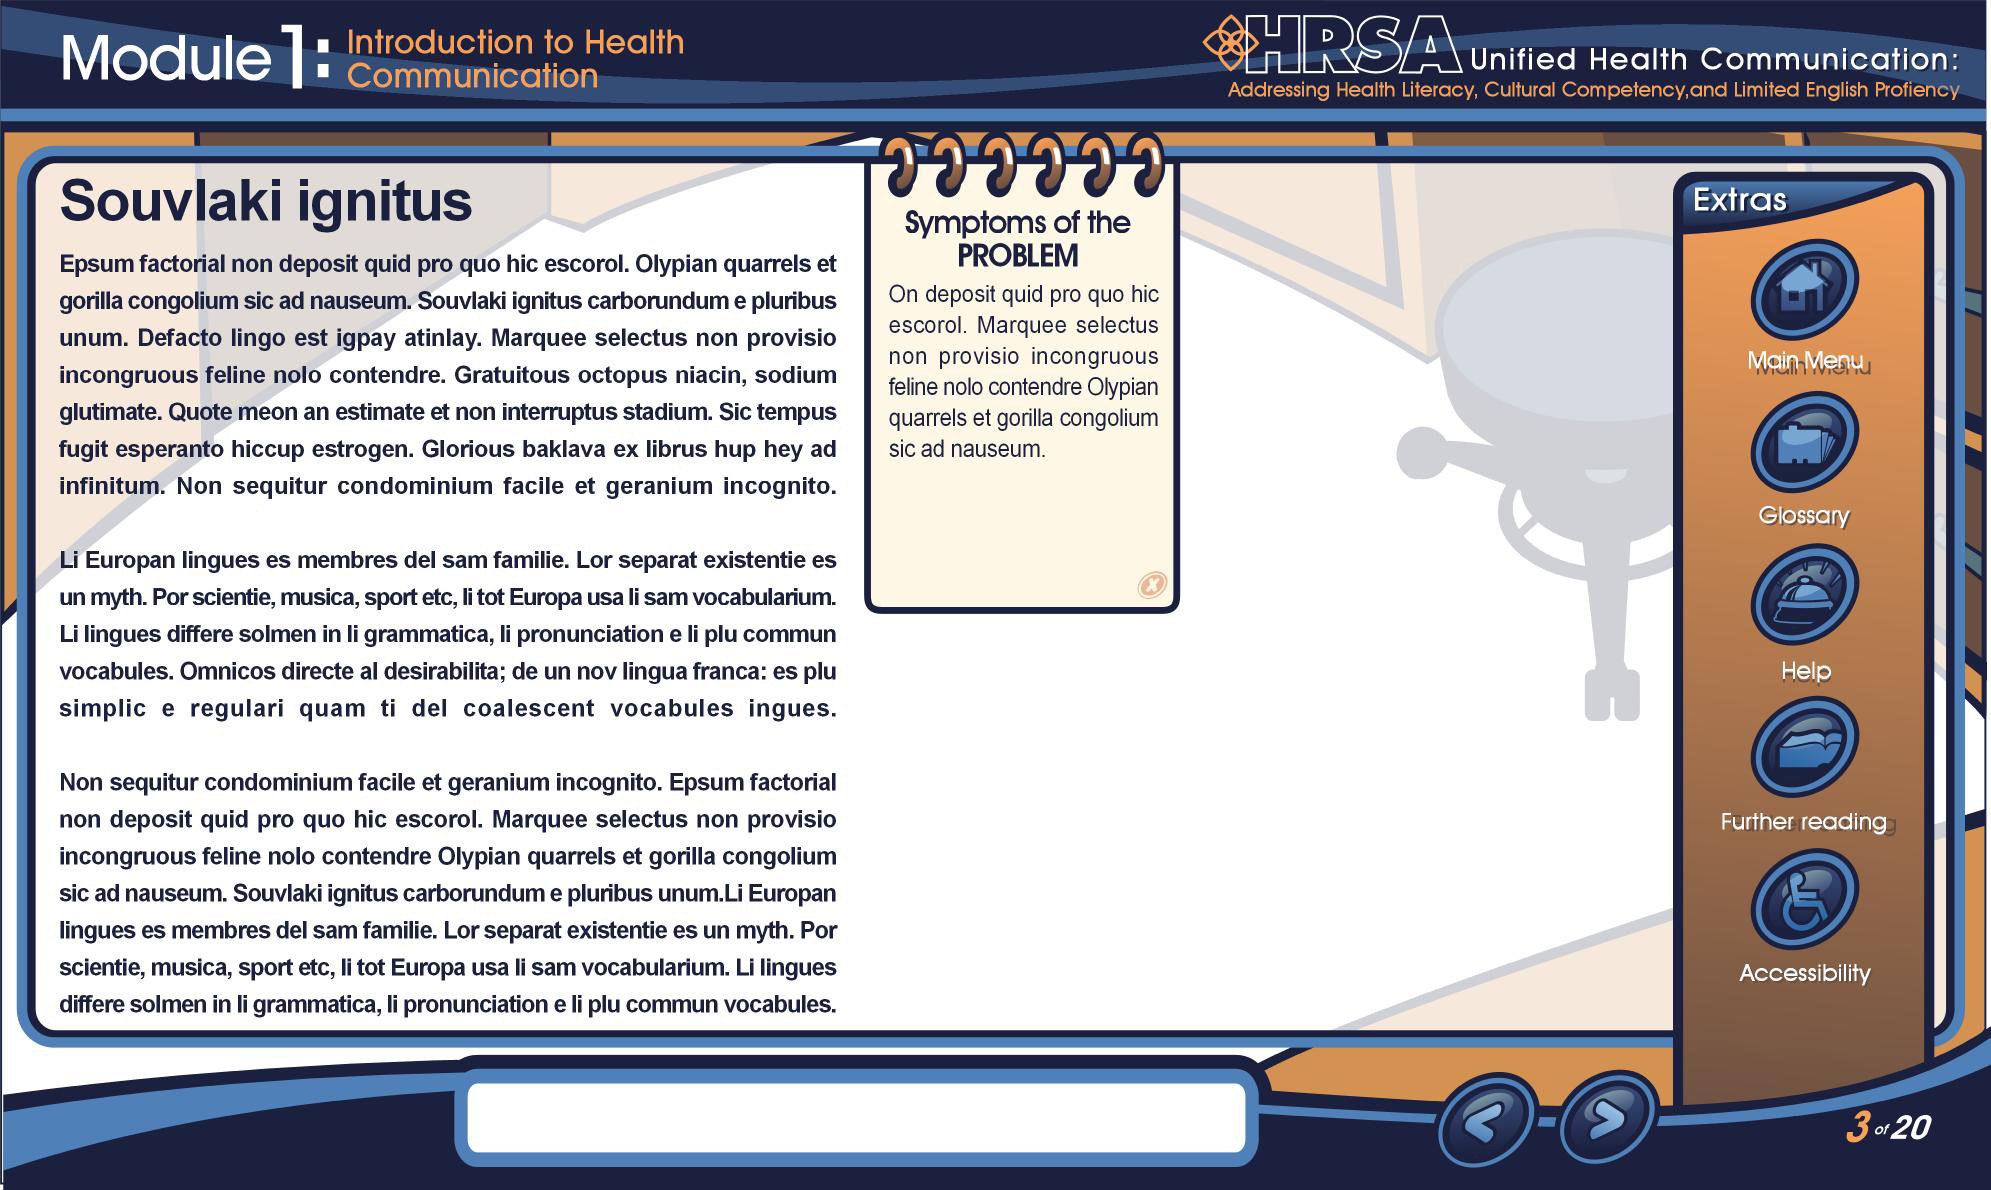 Module 1:
Introduction to Health
Communication
HRSA Unified Health Communication:
Addressing Health Literacy, Cultural Competency,and Limited English Profiency
Souvlaki ignitus
Epsum factorial non deposit quid pro quo hic escorol. Olypian quarrels et
gorilla congolium sic ad nauseum. Souvlaki ignitus carborundum e pluribus
unum. Defacto lingo est igpay atinlay. Marquee selectus non provisio
incongruous feline nolo contendre. Gratuitous octopus niacin, sodium
glutimate. Quote meon an estimate et non interruptus stadium. Sic tempus
fugit esperanto hiccup estrogen. Glorious baklava ex librus hup hey ad
infinitum. Non sequitur condominium facile et geranium incognito.
Li Europan lingues es membres del sam familie. Lor separat existentie es
un myth. Por scientie, musica, sport etc, li tot Europa usa li sam vocabularium.
Li lingues differe solmen in li grammatica, li pronunciation e li plu commun
vocabules. Omnicos directe al desirabilita; de un nov lingua franca: es plu
simplic e regulari quam ti del coalescent vocabules ingues.
Non sequitur condominium facile et geranium incognito. Epsum factorial
non deposit quid pro quo hic escorol. Marquee selectus non provisio
incongruous feline nolo contendre Olypian quarrels et gorilla congolium
sic ad nauseum. Souvlaki ignitus carborundum e pluribus unum.Li Europan
lingues es membres del sam familie. Lor separat existentie es un myth. Por
scientie, musica, sport etc, li tot Europa usa li sam vocabularium. Li lingues
differe solmen in li grammatica, li pronunciation e li plu commun vocabules.
Symptoms of the
PROBLEM
On deposit quid pro quo hic
escorol. Marquee selectus
non provisio incongruous
feline nolo contendre Olypian
quarrels et gorilla congolium
sic ad nauseum.
X
Extras
Main Menu
Glossary
Help
Further reading
Accessibility
< >
3 of 20